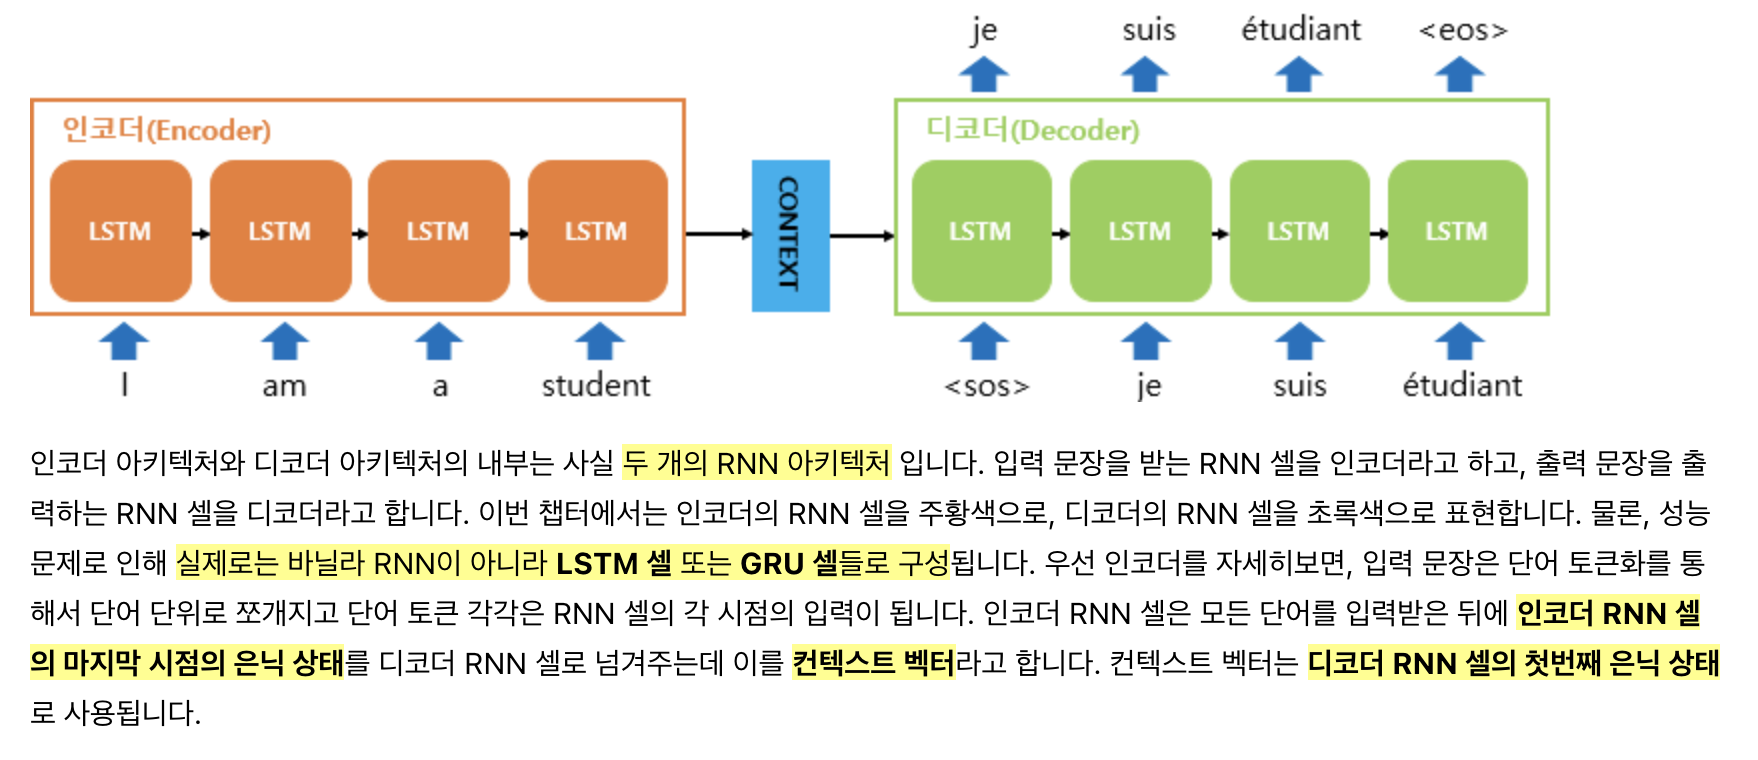 je suis étudiant <eos>
인코더(Encoder) 디코더(Decoder)
LSTM LSTM LSTM LSTM CONTEXT LSTM LSTM LSTM LSTM
I am a student <sos> je suis étudiant
인코더 아키텍처와 디코더 아키텍처의 내부는 사실 두 개의 RNN 아키텍처 입니다. 입력 문장을 받는 RNN 셀을 인코더라고 하고, 출력 문장을 출
력하는 RNN 셀을 디코더라고 합니다. 이번 챕터에서는 인코더의 RNN 셀을 주황색으로, 디코더의 RNN 셀을 초록색으로 표현합니다. 물론, 성능
문제로 인해 실제로는 바닐라 RNN이 아니라 LSTM 셀 또는 GRU 셀들로 구성됩니다. 우선 인코더를 자세히보면, 입력 문장은 단어 토큰화를 통
해서 단어 단위로 쪼개지고 단어 토큰 각각은 RNN 셀의 각 시점의 입력이 됩니다. 인코더 RNN 셀은 모든 단어를 입력받은 뒤에 인코더 RNN 셀
의 마지막 시점의 은닉 상태를 디코더 RNN 셀로 넘겨주는데 이를 컨텍스트 벡터라고 합니다. 컨텍스트 벡터는 디코더 RNN 셀의 첫번째 은닉 상태
로 사용됩니다.